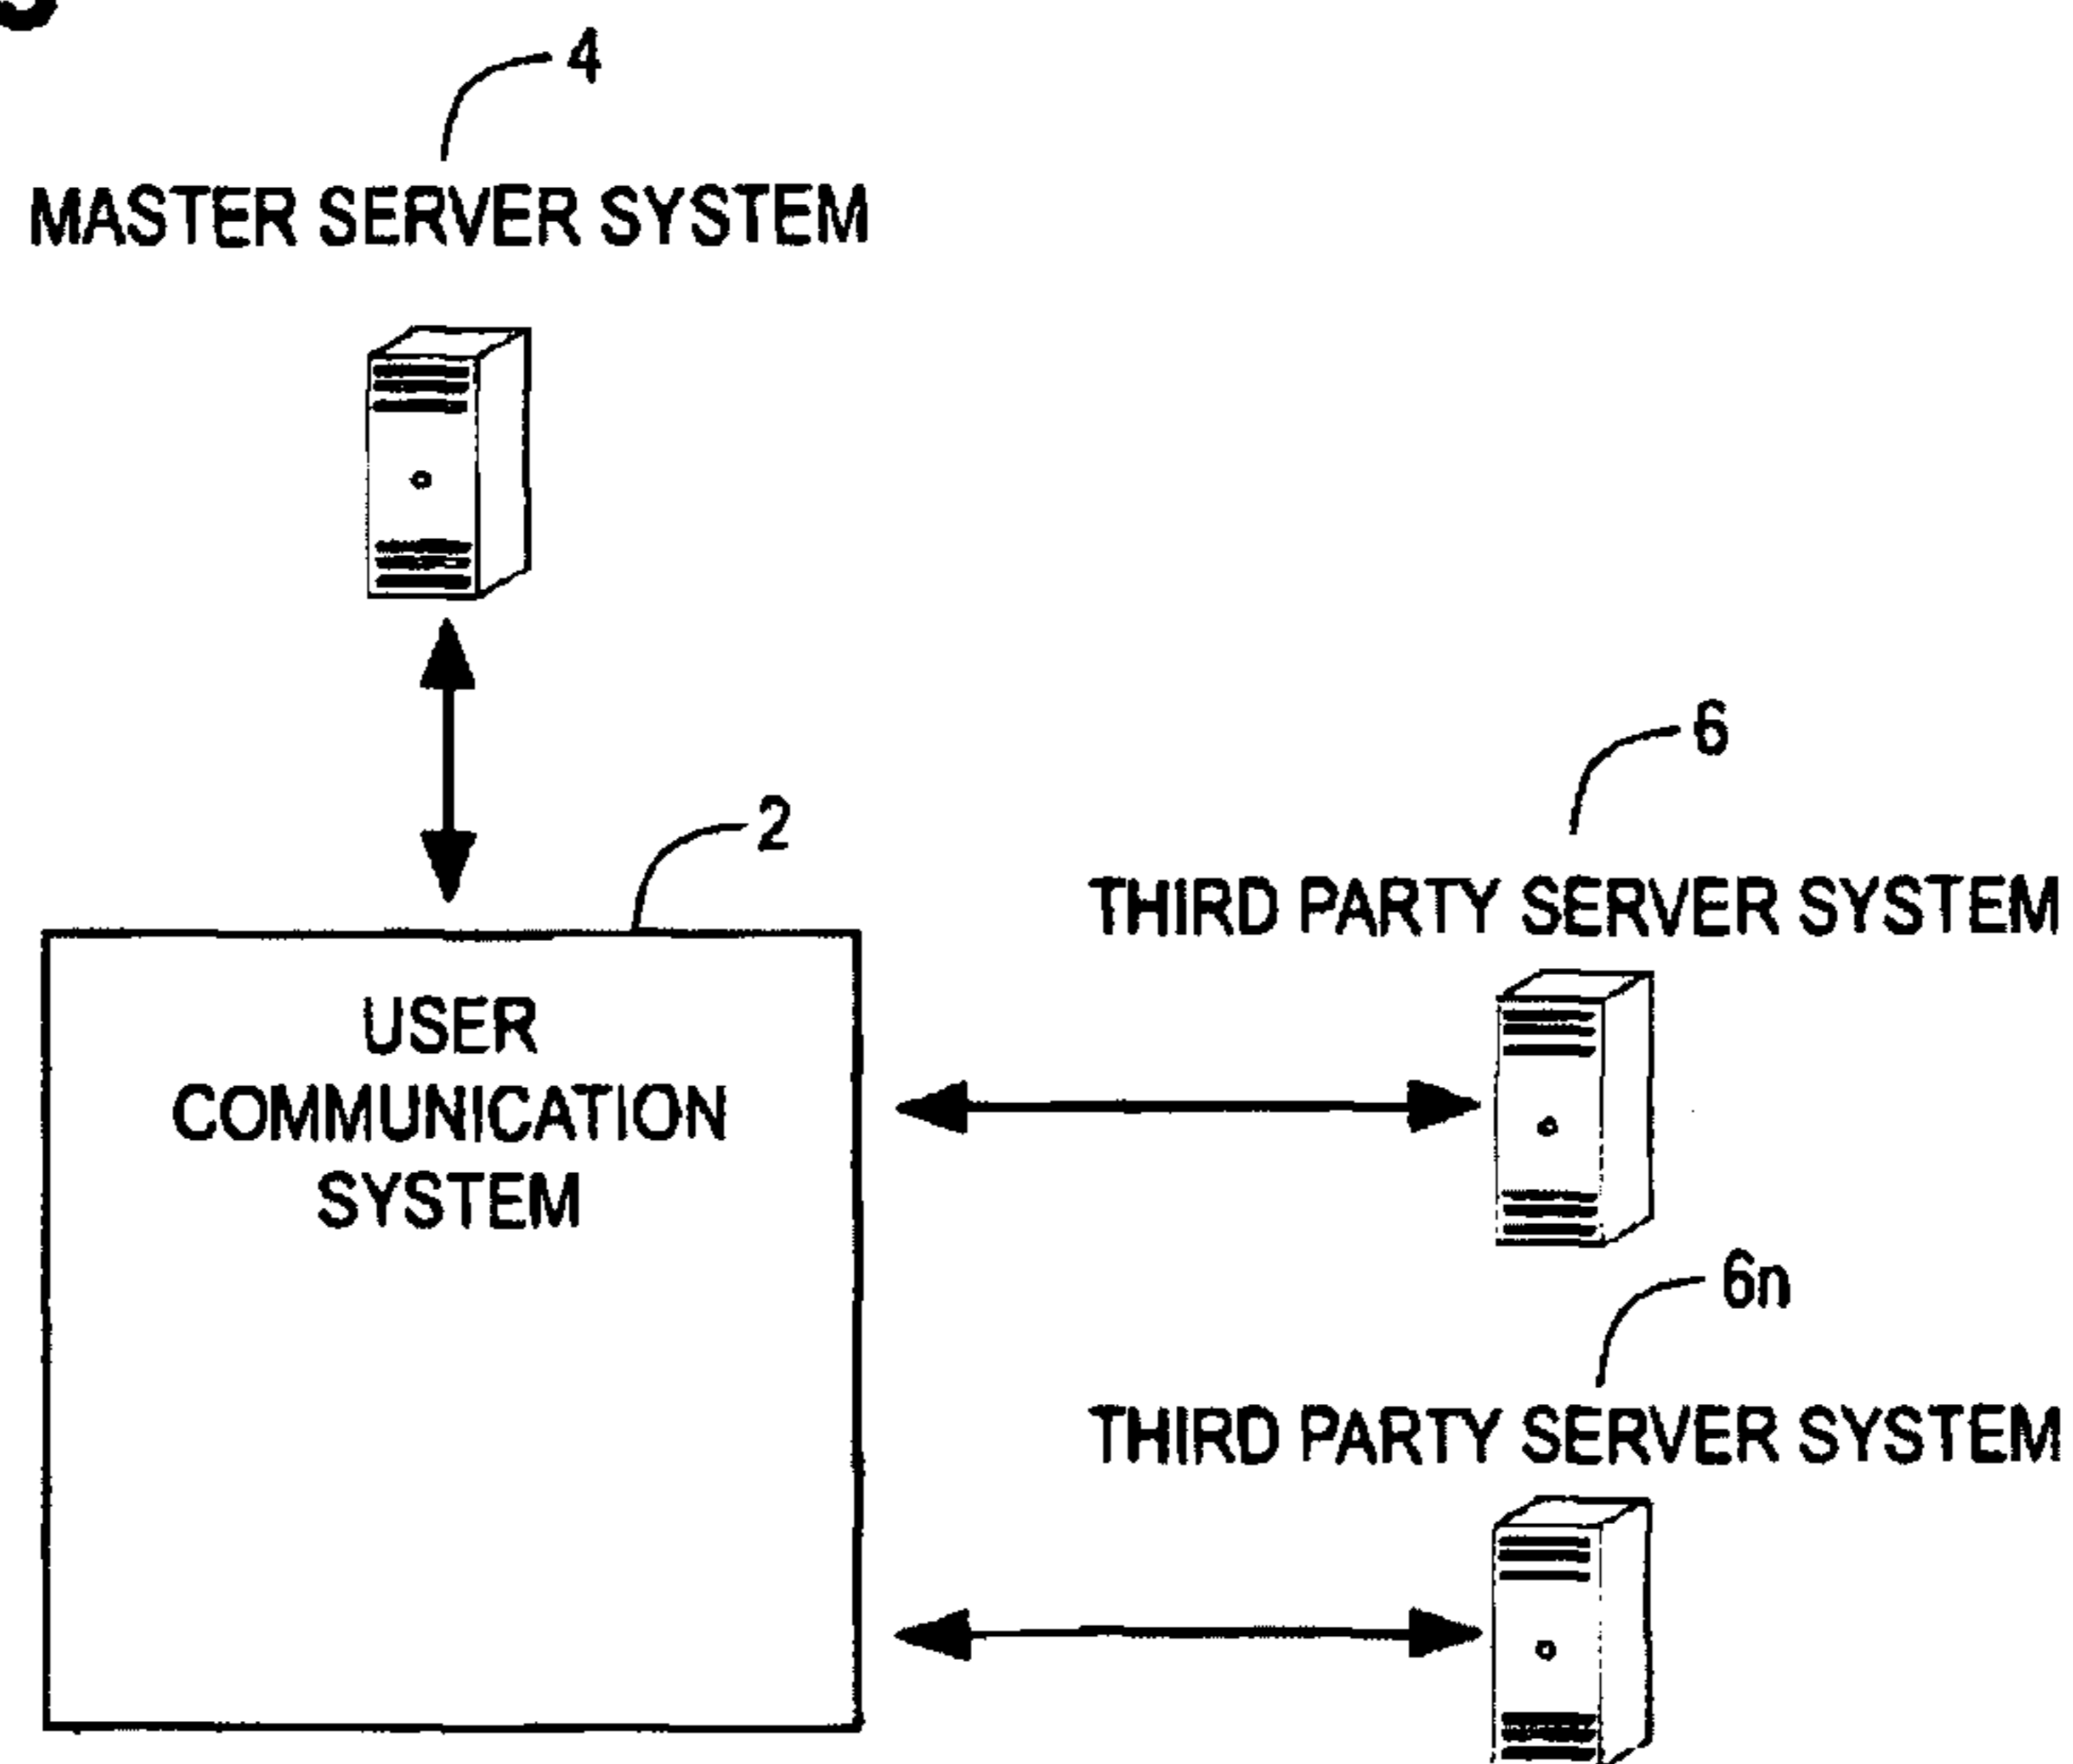 4
MASTER SERVER SYSTEM
2
6
THIRD PARTY SERVER SYSTEM
USER
COMMUNICATION
SYSTEM
6n
THIRD PARTY SERVER SYSTEM